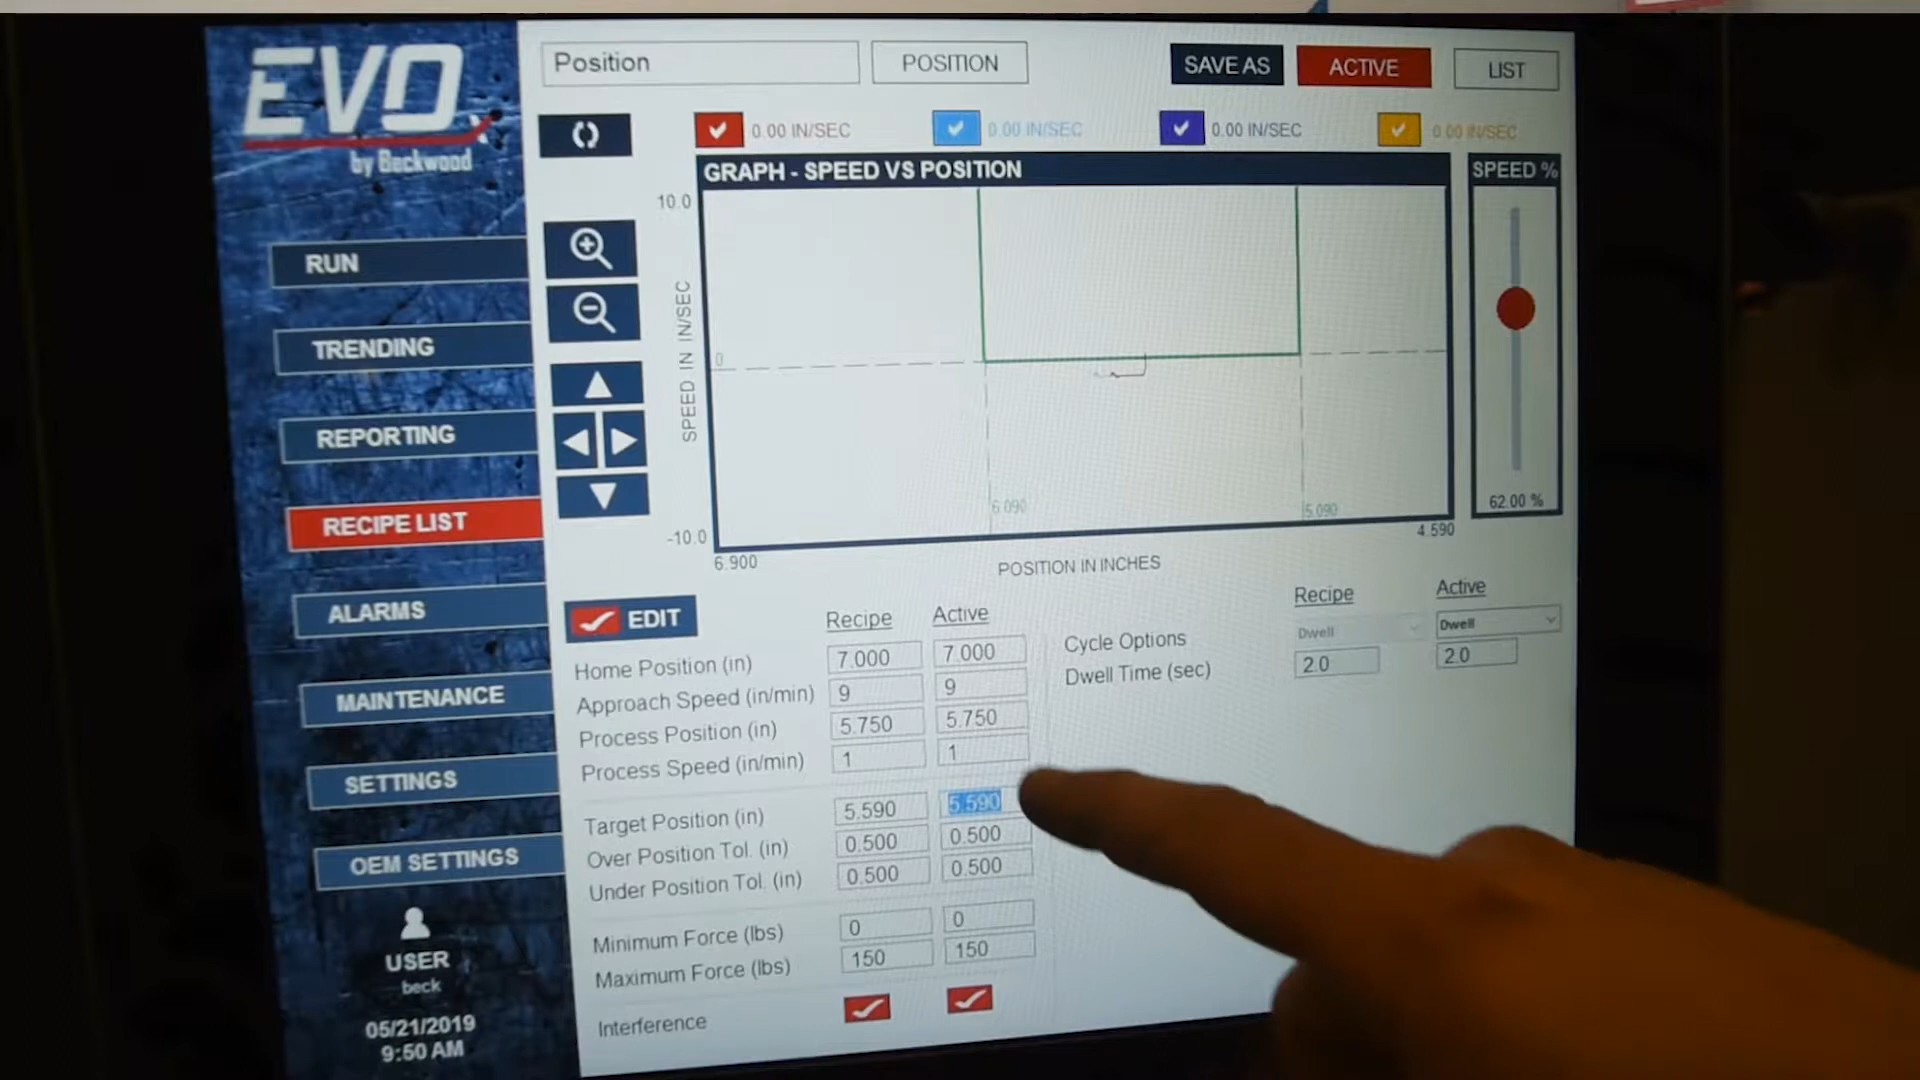 EVO
by Beckwood
RUN
TRENDING
REPORTING
RECIPE LIST
ALARMS
MAINTENANCE
SETTINGS
OEM SETTINGS
USER
beck
05/21/2019
9:50 AM
Position
POSITION
SAVE AS
ACTIVE
LIST
0.00 IN/SEC
0.00 IN/SEC
0.00 IN/SEC
0.00 IN/SEC
GRAPH - SPEED VS POSITION
SPEED %
10.0
0
-10.0
SPEED IN IN/SEC
6.090
5.090
62.00 %
6.900
4.590
POSITION IN INCHES
EDIT
Recipe Active
Home Position (in) 7.000 7.000
Approach Speed (in/min) 9 9
Process Position (in) 5.750 5.750
Process Speed (in/min) 1 1
Target Position (in) 5.590 5.590
Over Position Tol. (in) 0.500 0.500
Under Position Tol. (in) 0.500 0.500
Minimum Force (lbs) 0 0
Maximum Force (lbs) 150 150
Interference
Recipe Active
Cycle Options Dwell Dwell
Dwell Time (sec) 2.0 2.0